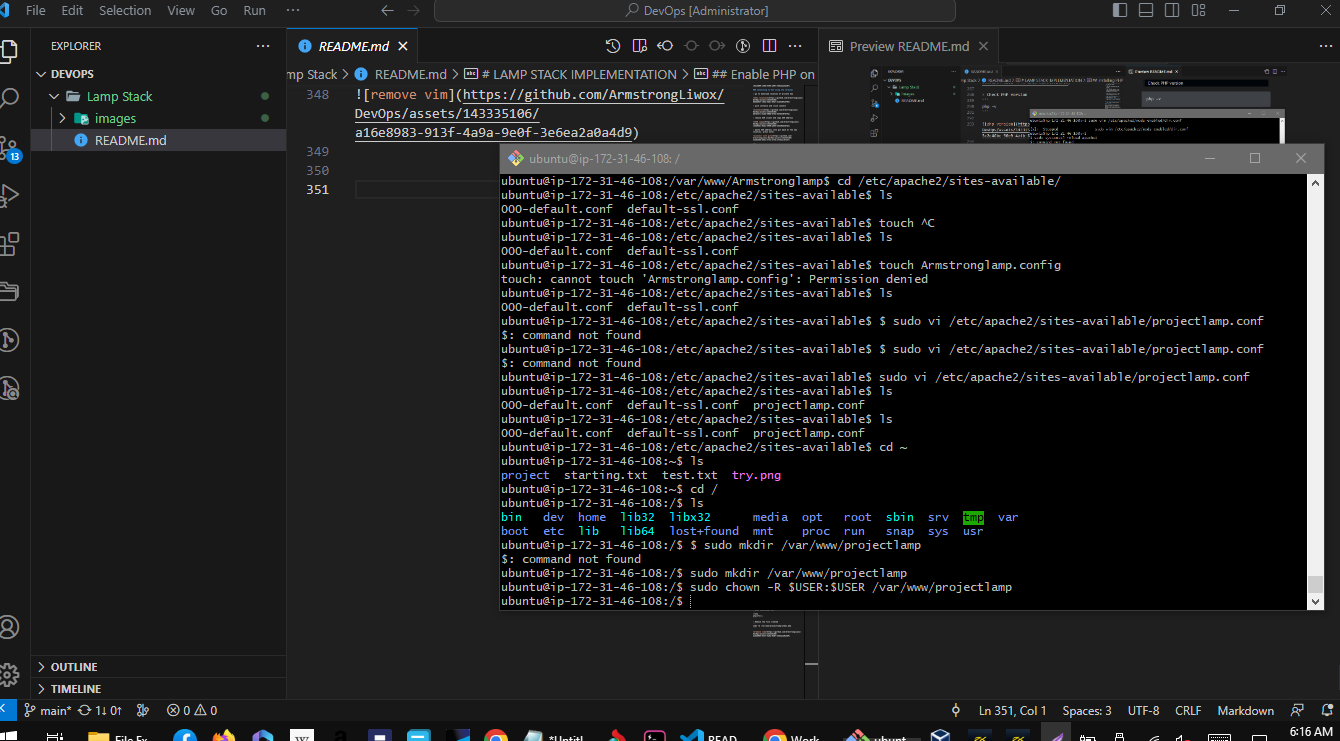 File Edit Selection View Go Run ··· DevOps [Administrator]
EXPLORER ··· README.md ··· Preview README.md ···
DEVOPS
Lamp Stack
images
README.md
13
mp Stack > README.md > # LAMP STACK IMPLEMENTATION > ## Enable PHP on
348 ![remove vim](https://github.com/ArmstrongLiwox/
DevOps/assets/143335106/
a16e8983-913f-4a9a-9e0f-3e6ea2a0a4d9)
349
350
351
Check PHP version
ubuntu@ip-172-31-46-108: /
ubuntu@ip-172-31-46-108:/var/www/Armstronglamp$ cd /etc/apache2/sites-available/
ubuntu@ip-172-31-46-108:/etc/apache2/sites-available$ ls
000-default.conf  default-ssl.conf
ubuntu@ip-172-31-46-108:/etc/apache2/sites-available$ touch ^C
ubuntu@ip-172-31-46-108:/etc/apache2/sites-available$ ls
000-default.conf  default-ssl.conf
ubuntu@ip-172-31-46-108:/etc/apache2/sites-available$ touch Armstronglamp.config
touch: cannot touch 'Armstronglamp.config': Permission denied
ubuntu@ip-172-31-46-108:/etc/apache2/sites-available$ ls
000-default.conf  default-ssl.conf
ubuntu@ip-172-31-46-108:/etc/apache2/sites-available$ $ sudo vi /etc/apache2/sites-available/projectlamp.conf
$: command not found
ubuntu@ip-172-31-46-108:/etc/apache2/sites-available$ $ sudo vi /etc/apache2/sites-available/projectlamp.conf
$: command not found
ubuntu@ip-172-31-46-108:/etc/apache2/sites-available$ sudo vi /etc/apache2/sites-available/projectlamp.conf
ubuntu@ip-172-31-46-108:/etc/apache2/sites-available$ ls
000-default.conf  default-ssl.conf  projectlamp.conf
ubuntu@ip-172-31-46-108:/etc/apache2/sites-available$ ls
000-default.conf  default-ssl.conf  projectlamp.conf
ubuntu@ip-172-31-46-108:/etc/apache2/sites-available$ cd ~
ubuntu@ip-172-31-46-108:~$ ls
project  starting.txt  test.txt  try.png
ubuntu@ip-172-31-46-108:~$ cd /
ubuntu@ip-172-31-46-108:/$ ls
bin   dev  home  lib32  libx32      media  opt   root  sbin  srv  tmp  var
boot  etc  lib   lib64  lost+found  mnt    proc  run   snap  sys  usr
ubuntu@ip-172-31-46-108:/$ $ sudo mkdir /var/www/projectlamp
$: command not found
ubuntu@ip-172-31-46-108:/$ sudo mkdir /var/www/projectlamp
ubuntu@ip-172-31-46-108:/$ sudo chown -R $USER:$USER /var/www/projectlamp
ubuntu@ip-172-31-46-108:/$
OUTLINE
TIMELINE
main* 1↓ 0↑ 0 0 Ln 351, Col 1 Spaces: 3 UTF-8 CRLF Markdown
File Ex *Untitl READ Work ubunt 6:16 AM